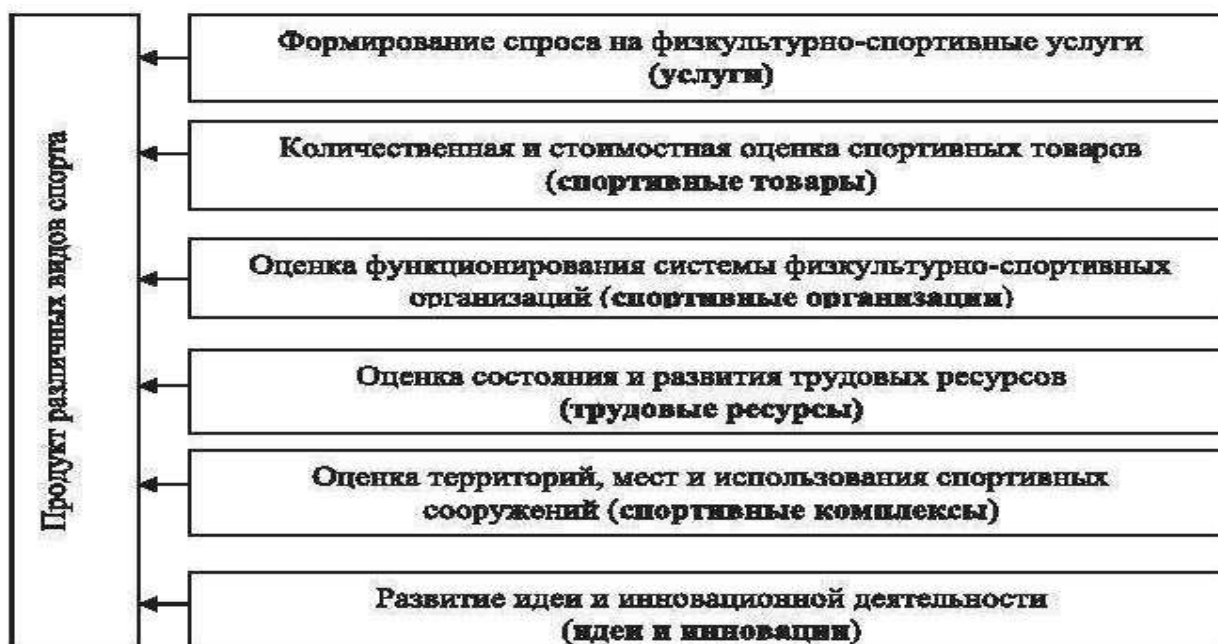 Продукт различных видов спорта
Формирование спроса на физкультурно-спортивные услуги
(услуги)
Количественная и стоимостная оценка спортивных товаров
(спортивные товары)
Оценка функционирования системы физкультурно-спортивных
организаций (спортивные организации)
Оценка состояния и развития трудовых ресурсов
(трудовые ресурсы)
Оценка территорий, мест и использования спортивных
сооружений (спортивные комплексы)
Развитие идеи и инновационной деятельности
(идеи и инновации)